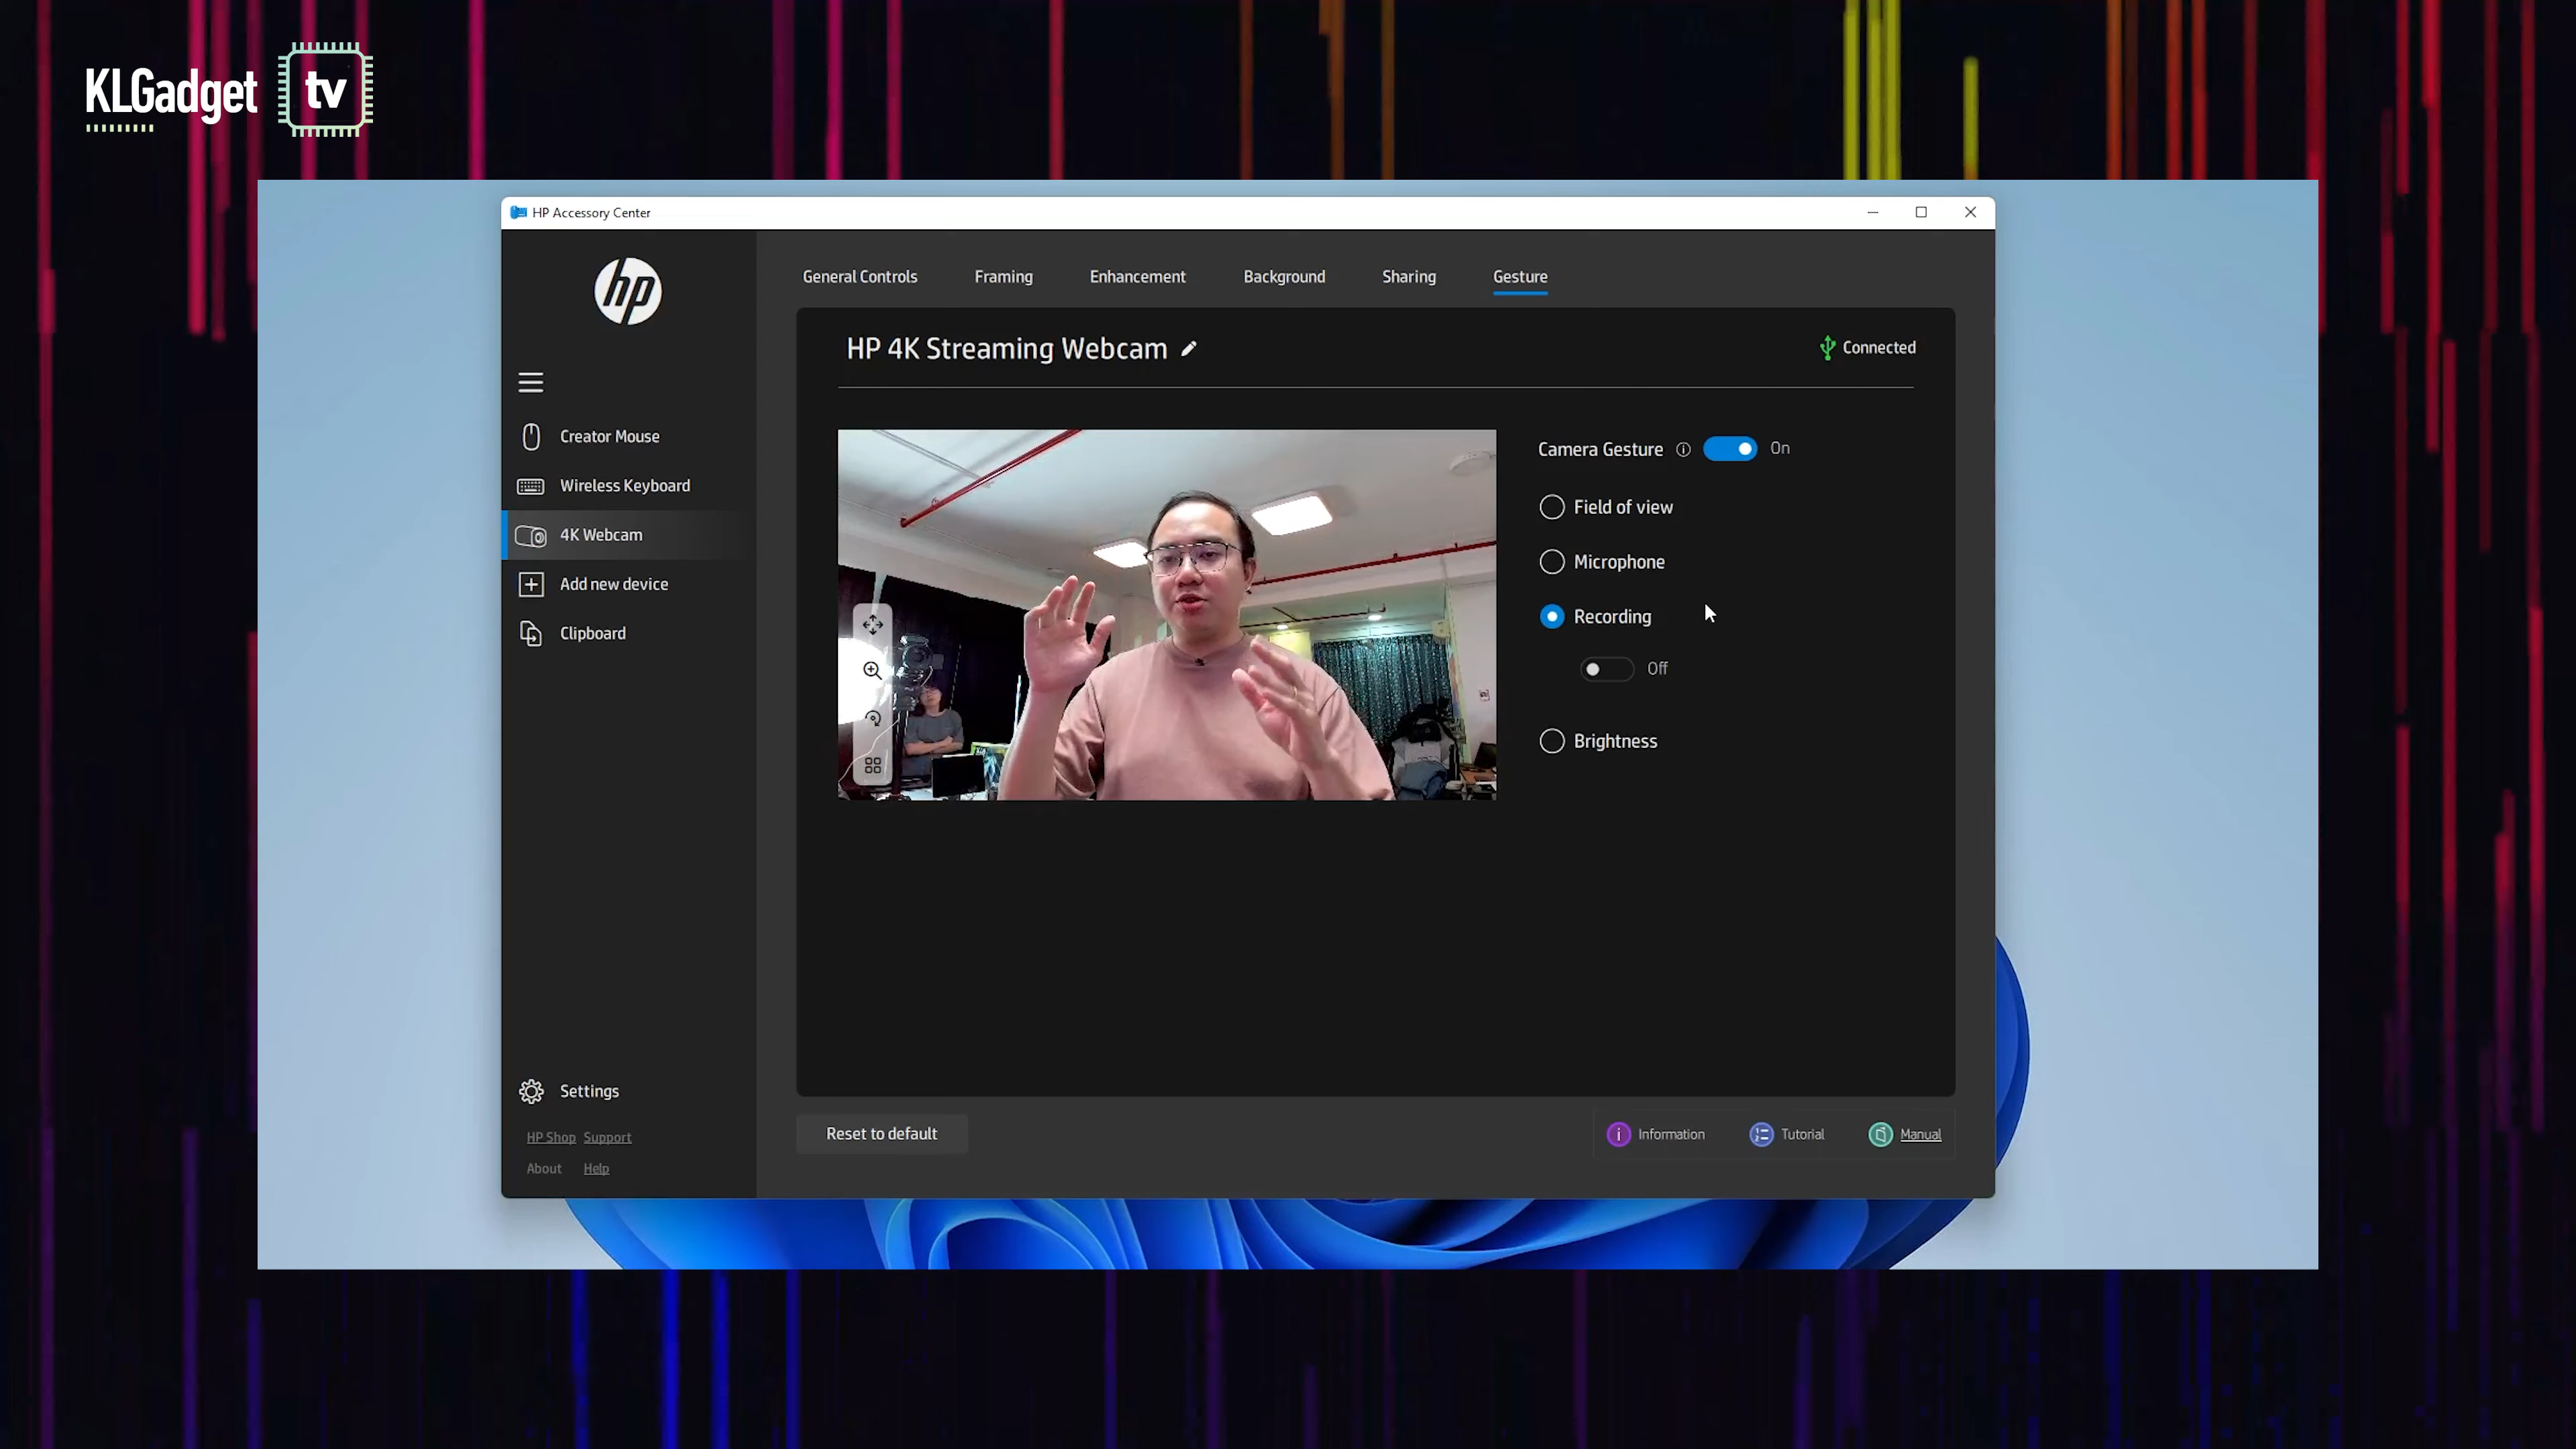 KLGadget tv
HP Accessory Center
hp
General Controls Framing Enhancement Background Sharing Gesture
HP 4K Streaming Webcam
Connected
Creator Mouse
Wireless Keyboard
4K Webcam
Add new device
Clipboard
Camera Gesture On
Field of view
Microphone
Recording
Off
Brightness
Settings
HP Shop Support
About Help
Reset to default
Information Tutorial Manual